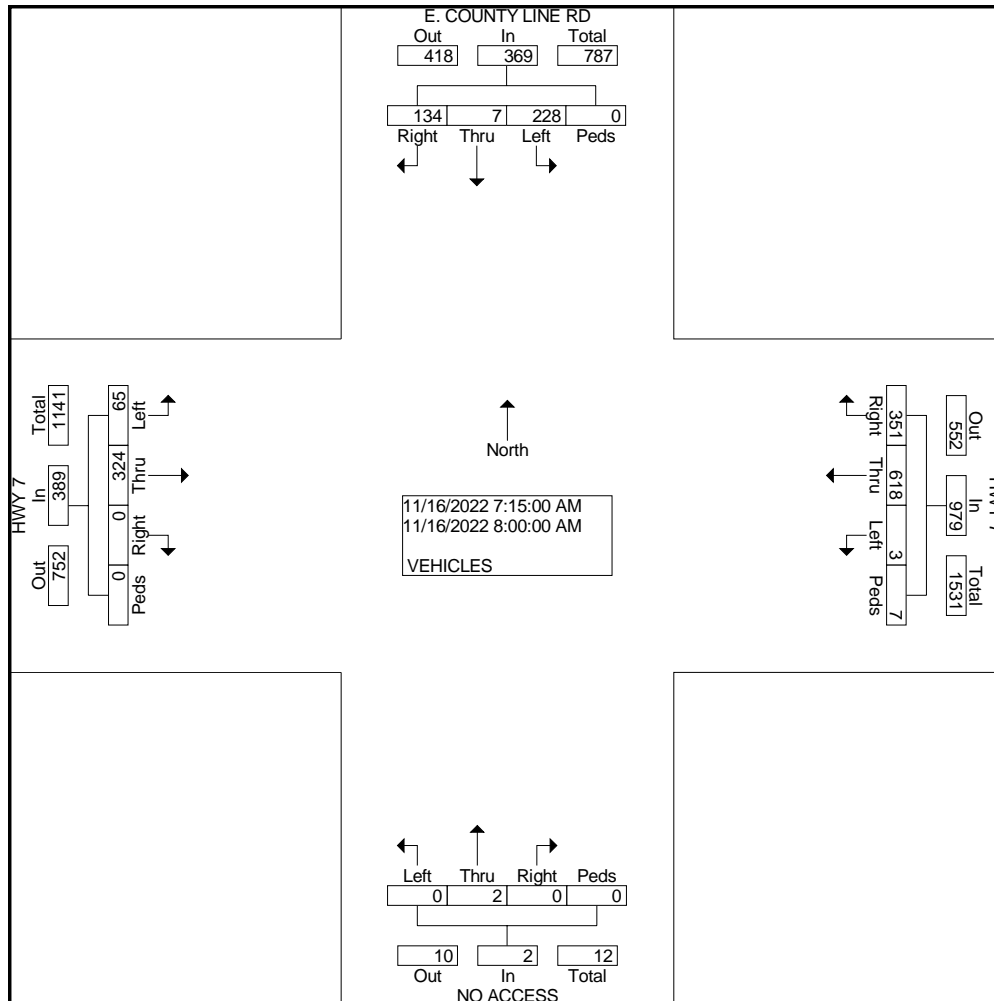 E. COUNTY LINE RD
Out In Total
418 369 787
134 7 228 0
Right Thru Left Peds
HWY 7
Total In Out
1141 389 752
65 324 0 0
Left Thru Right Peds
North
11/16/2022 7:15:00 AM
11/16/2022 8:00:00 AM
VEHICLES
Out In Total
552 979 1531
351 618 3 7
Right Thru Left Peds
Left Thru Right Peds
0 2 0 0
10 2 12
Out In Total
NO ACCESS